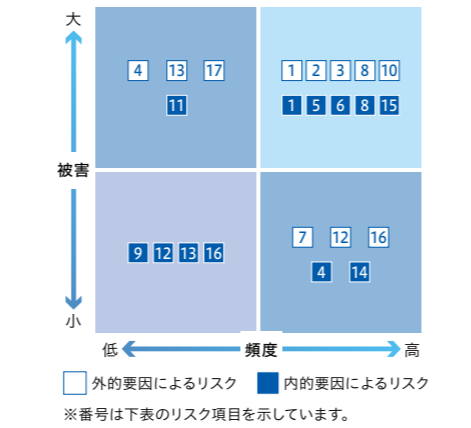 大
4 13 17
1 2 3 8 10
11
1 5 6 8 15
被害
7 12 16
9 12 13 16
4 14
小
低 頻度 高
外的要因によるリスク 内的要因によるリスク
※番号は下表のリスク項目を示しています。